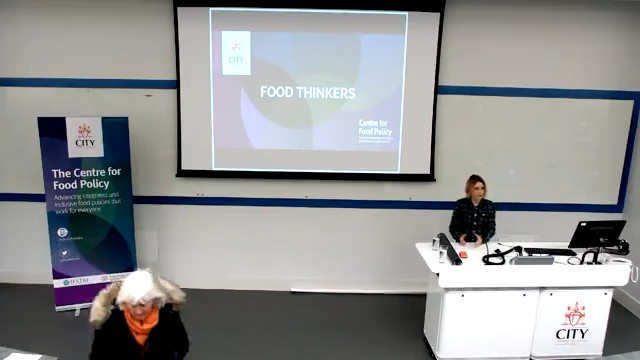 CITY
FOOD THINKERS
Centre for
Food Policy
CITY
The Centre for
Food Policy
Advancing integrated and
inclusive food policies that
work for everyone
IFSTAL
CITY